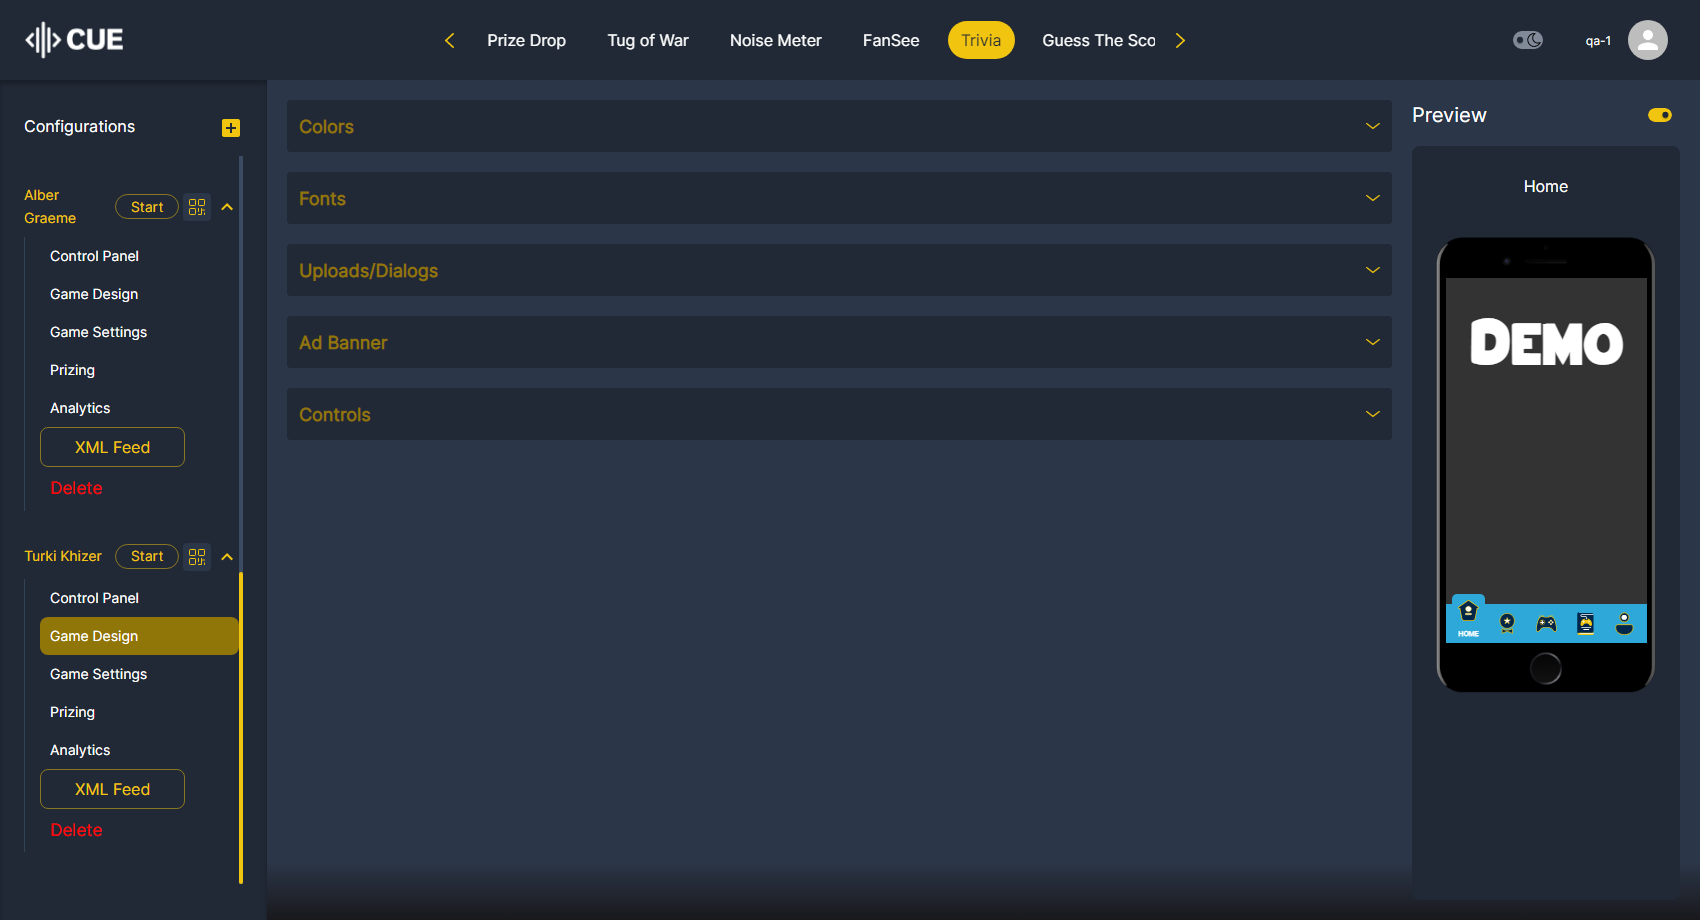 CUE
Prize Drop
Tug of War
Noise Meter
FanSee
Trivia
Guess The Sco
qa-1
Configurations
Alber
Graeme
Start
Control Panel
Game Design
Game Settings
Prizing
Analytics
XML Feed
Delete
Turki Khizer
Start
Control Panel
Game Design
Game Settings
Prizing
Analytics
XML Feed
Delete
Colors
Fonts
Uploads/Dialogs
Ad Banner
Controls
Preview
Home
DEMO
HOME